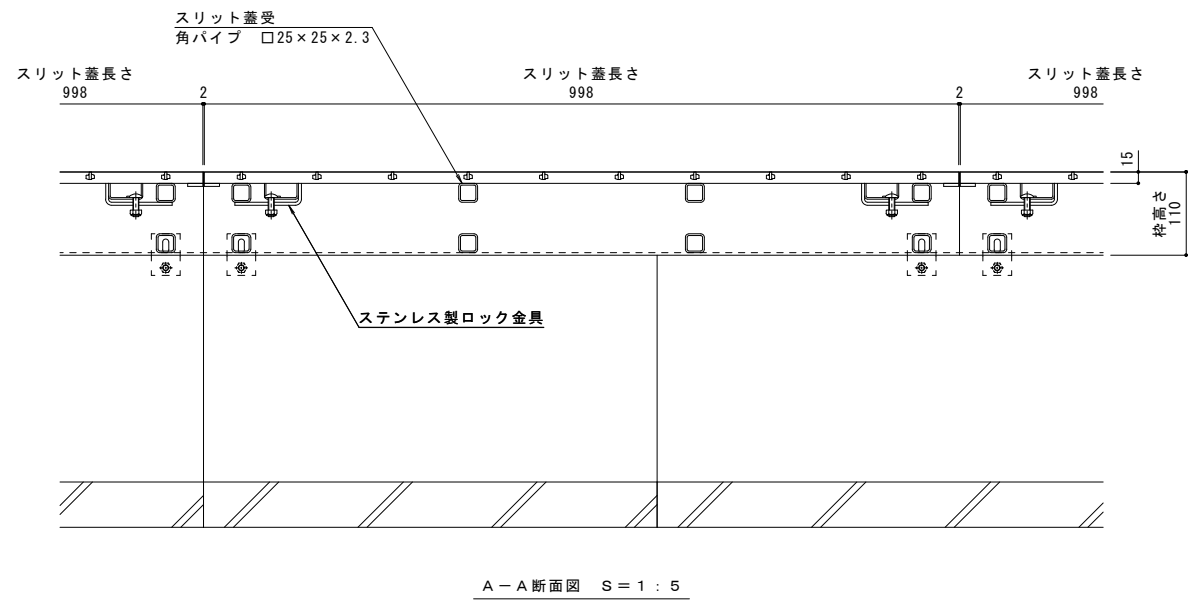 スリット蓋受
角パイプ　□25×25×2.3
スリット蓋長さ
998
2
スリット蓋長さ
998
2
スリット蓋長さ
998
15
枠高さ
110
ステンレス製ロック金具
A－A断面図　S＝1：5